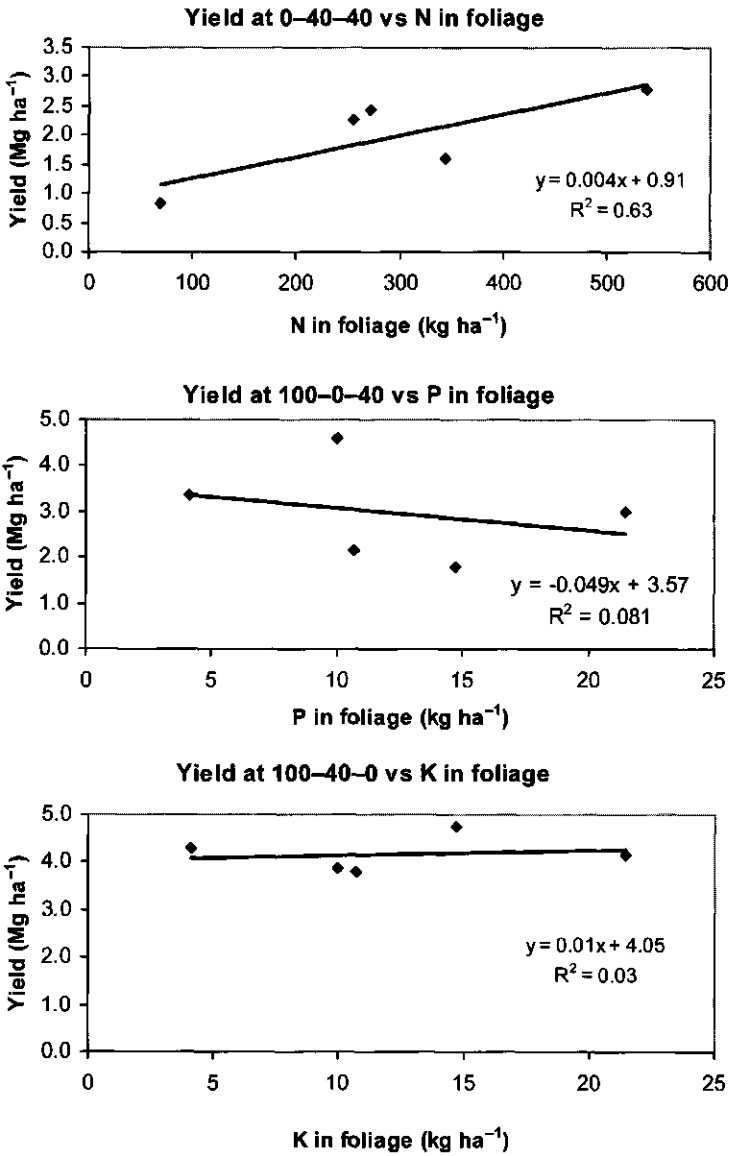 Yield at 0–40–40 vs N in foliage
Yield (Mg ha⁻¹)
3.5
3.0
2.5
2.0
1.5
1.0
0.5
0.0
y = 0.004x + 0.91
R² = 0.63
0 100 200 300 400 500 600
N in foliage (kg ha⁻¹)
Yield at 100–0–40 vs P in foliage
Yield (Mg ha⁻¹)
5.0
4.0
3.0
2.0
1.0
0.0
y = -0.049x + 3.57
R² = 0.081
0 5 10 15 20 25
P in foliage (kg ha⁻¹)
Yield at 100–40–0 vs K in foliage
Yield (Mg ha⁻¹)
5.0
4.0
3.0
2.0
1.0
0.0
y = 0.01x + 4.05
R² = 0.03
0 5 10 15 20 25
K in foliage (kg ha⁻¹)